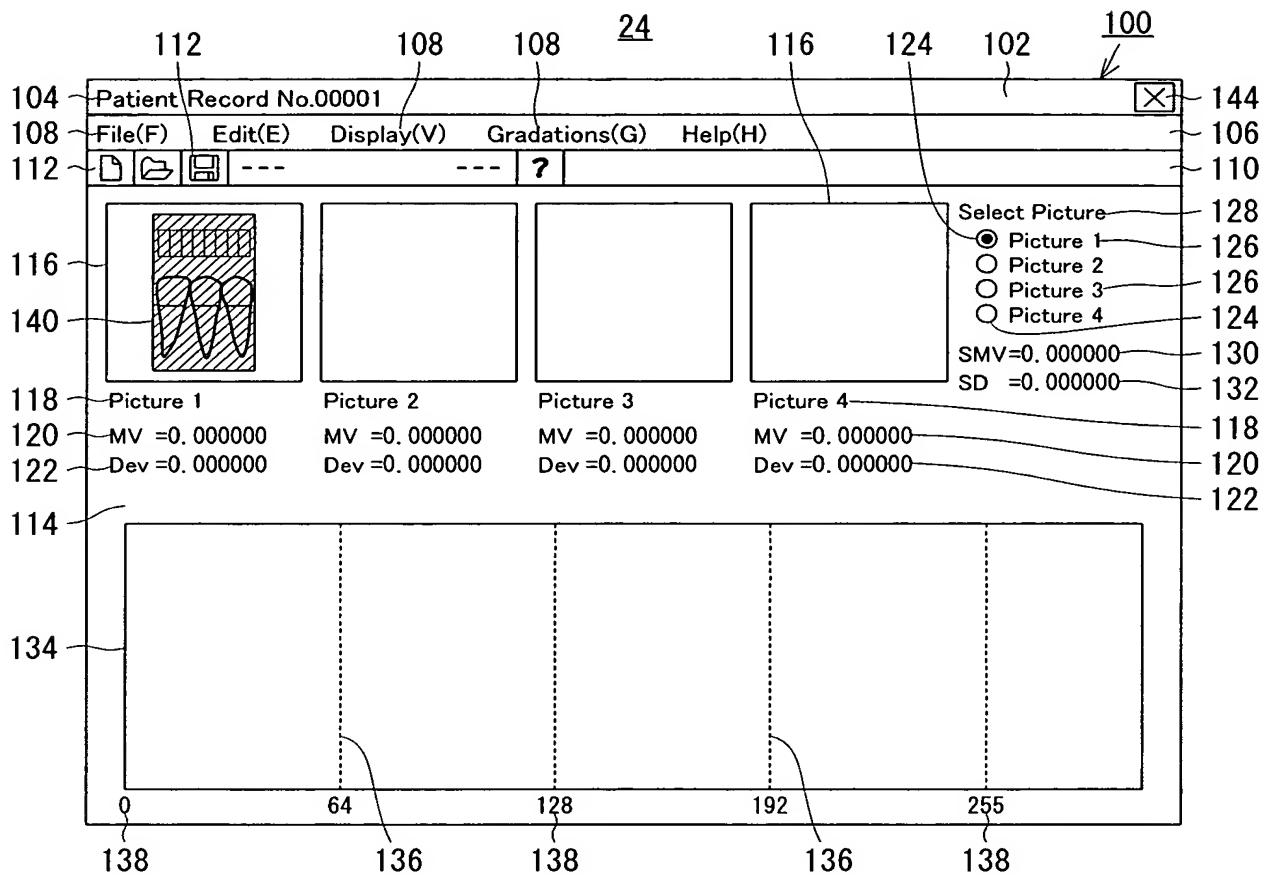 24
112 108 108 116 124 102 100
104 Patient Record No.00001 144
108 File(F) Edit(E) Display(V) Gradations(G) Help(H) 106
112 --- --- ? 110
Select Picture 128
Picture 1 126
116 Picture 2
Picture 3 126
140 Picture 4 124
SMV=0.000000 130
SD =0.000000 132
118 Picture 1 Picture 2 Picture 3 Picture 4 118
120 MV =0.000000 MV =0.000000 MV =0.000000 MV =0.000000 120
122 Dev=0.000000 Dev=0.000000 Dev=0.000000 Dev=0.000000 122
114
134
0 64 128 192 255
138 136 138 136 138